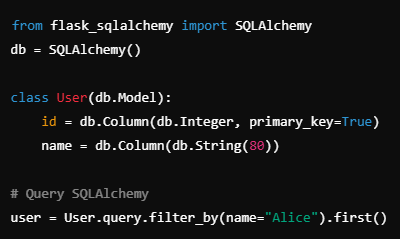 from flask_sqlalchemy import SQLAlchemy
db = SQLAlchemy()

class User(db.Model):
    id = db.Column(db.Integer, primary_key=True)
    name = db.Column(db.String(80))

# Query SQLAlchemy
user = User.query.filter_by(name="Alice").first()